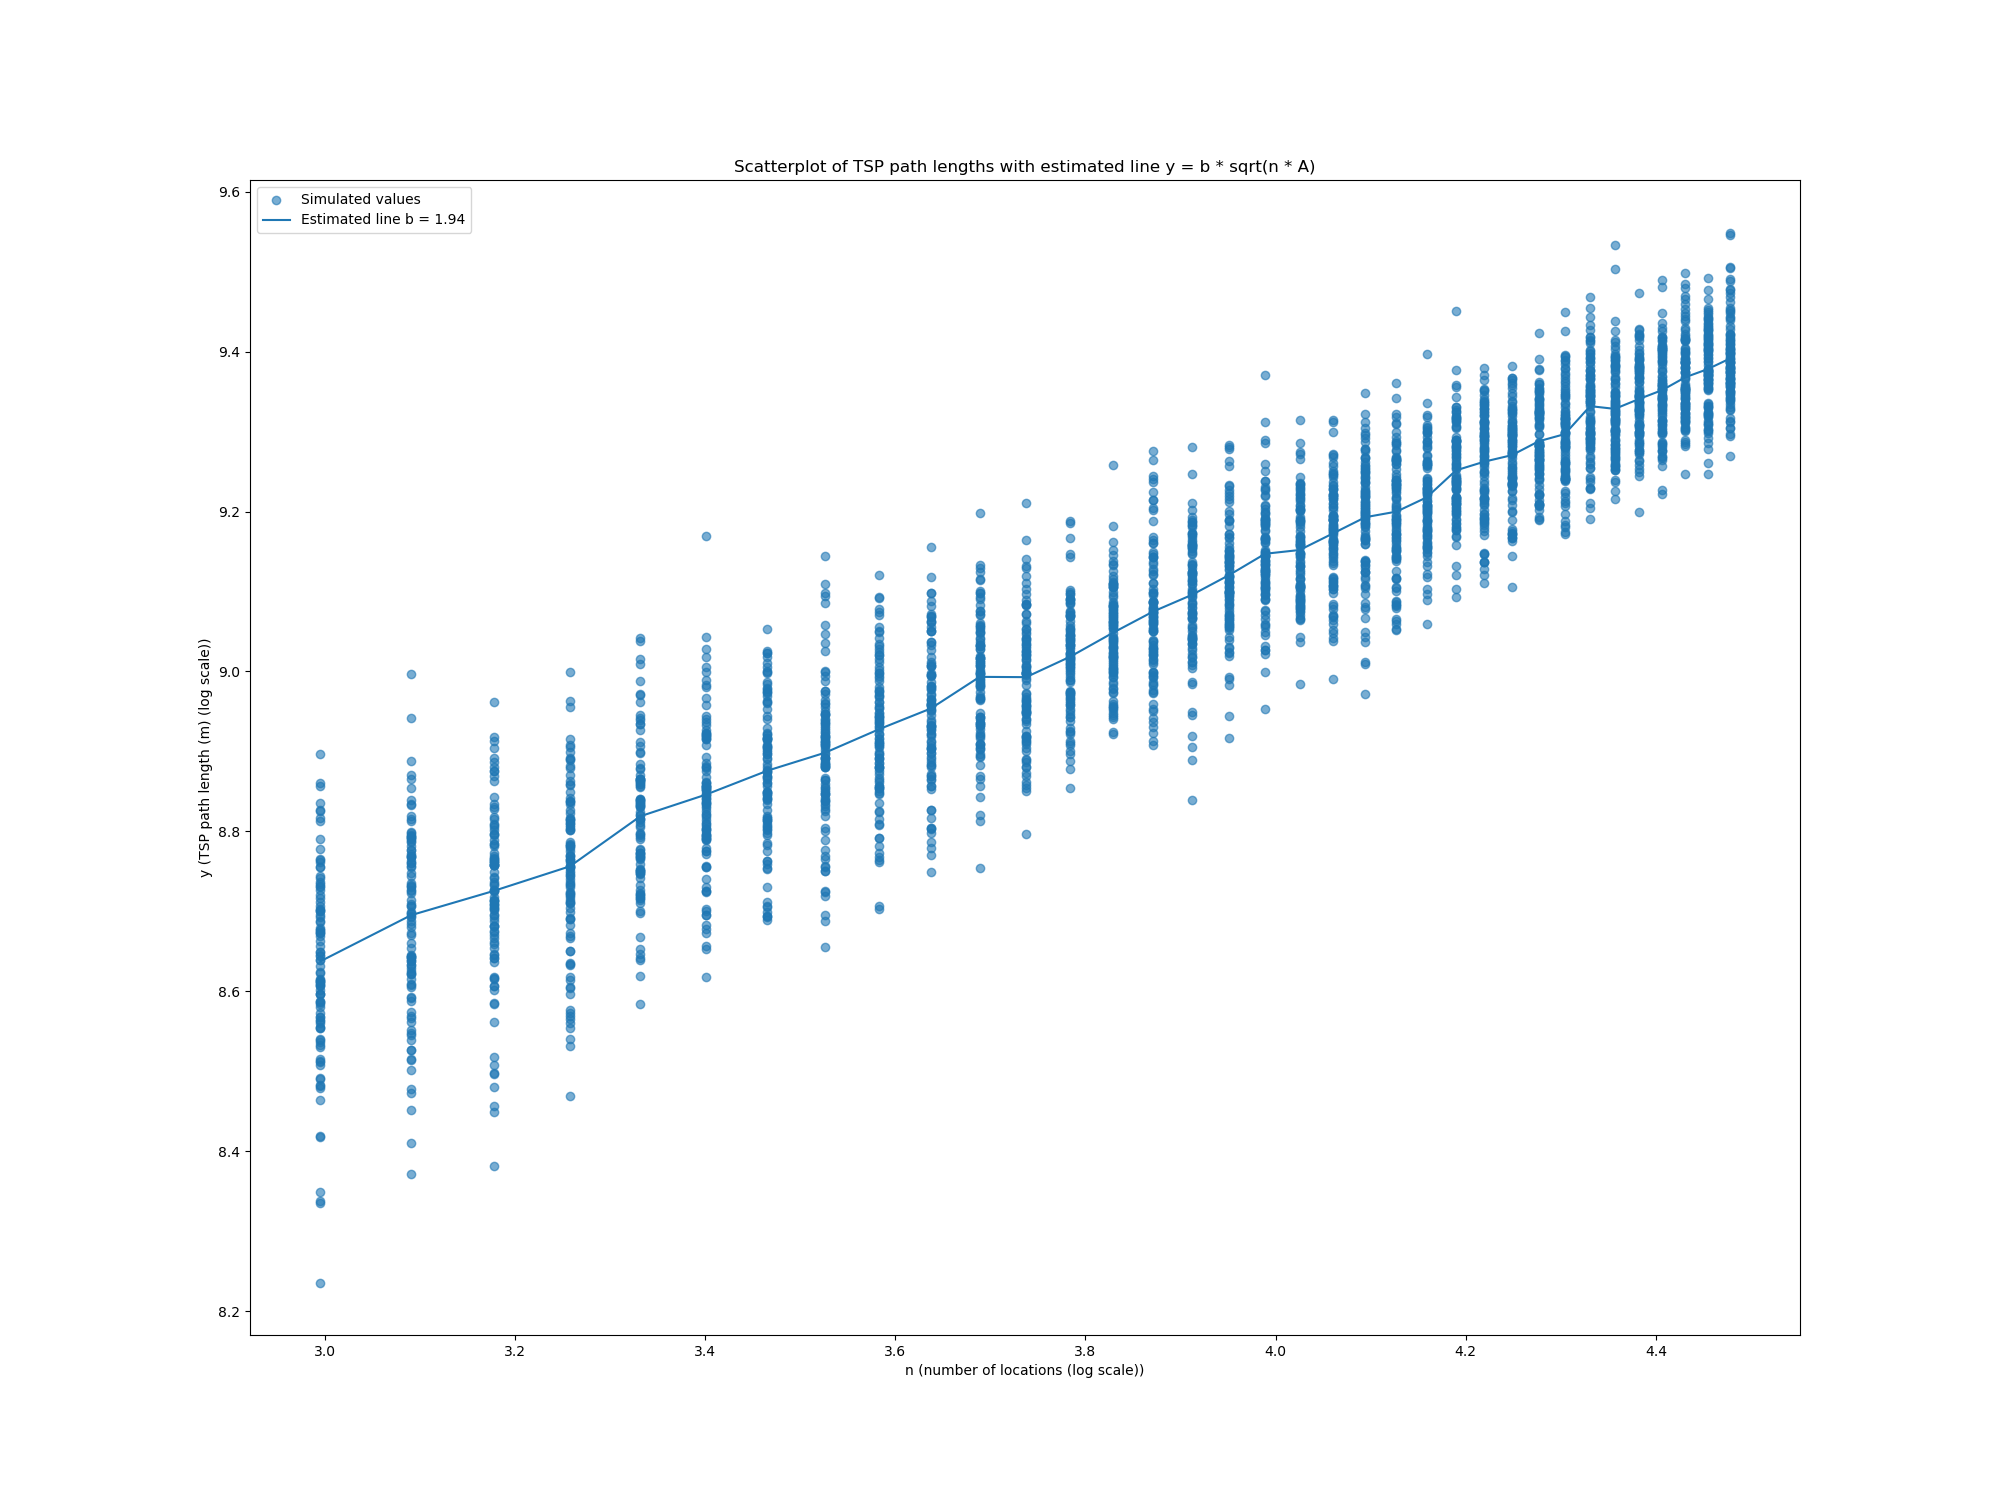 Scatterplot of TSP path lengths with estimated line y = b * sqrt(n * A)
Simulated values
Estimated line b = 1.94
y (TSP path length (m) (log scale))
9.6
9.4
9.2
9.0
8.8
8.6
8.4
8.2
3.0 3.2 3.4 3.6 3.8 4.0 4.2 4.4
n (number of locations (log scale))